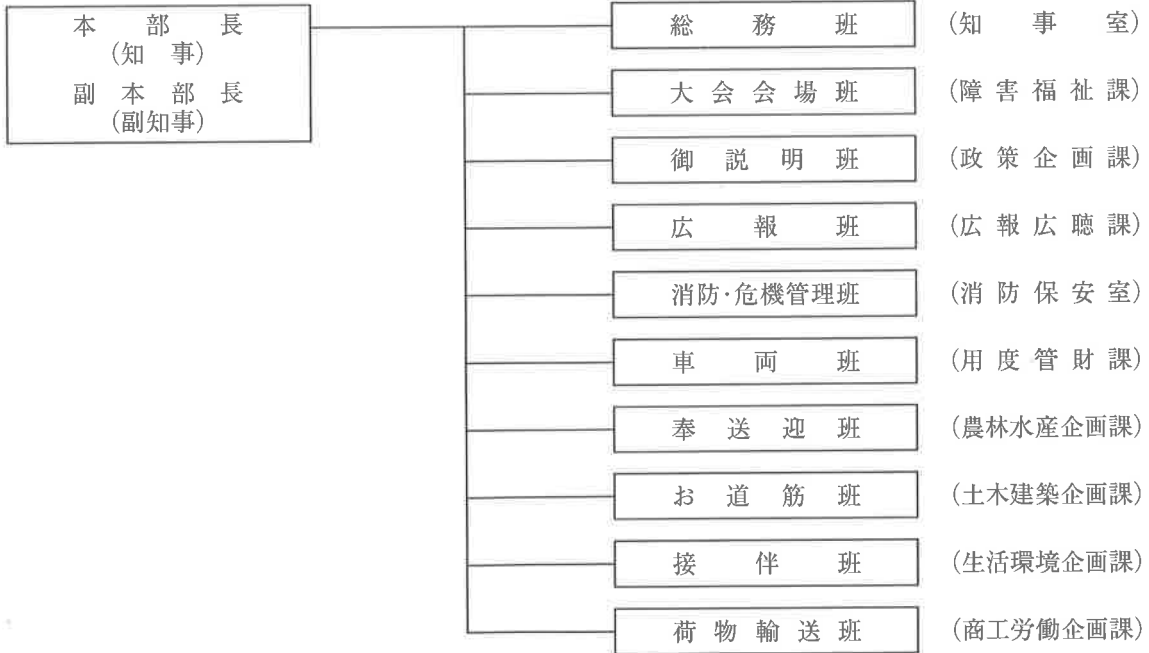 本部長
(知事)
副本部長
(副知事)
総務班 (知事室)
大会会場班 (障害福祉課)
御説明班 (政策企画課)
広報班 (広報広聴課)
消防・危機管理班 (消防保安室)
車両班 (用度管財課)
奉送迎班 (農林水産企画課)
お道筋班 (土木建築企画課)
接伴班 (生活環境企画課)
荷物輸送班 (商工労働企画課)